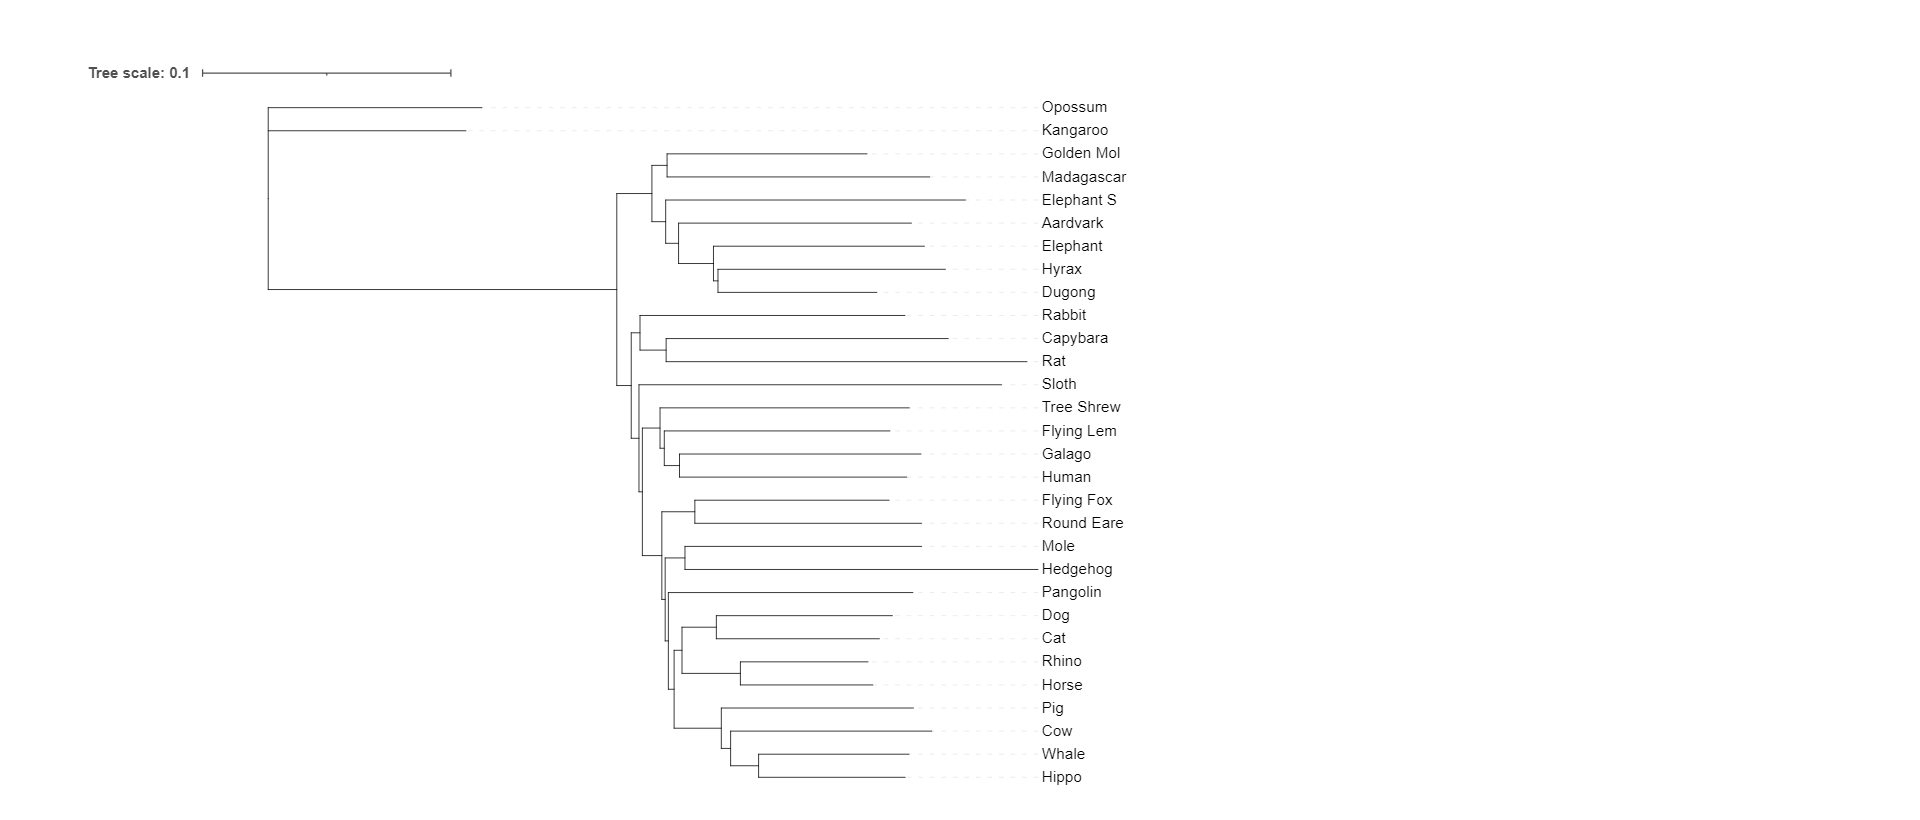 Tree scale: 0.1
Opossum
Kangaroo
Golden Mol
Madagascar
Elephant S
Aardvark
Elephant
Hyrax
Dugong
Rabbit
Capybara
Rat
Sloth
Tree Shrew
Flying Lem
Galago
Human
Flying Fox
Round Eare
Mole
Hedgehog
Pangolin
Dog
Cat
Rhino
Horse
Pig
Cow
Whale
Hippo